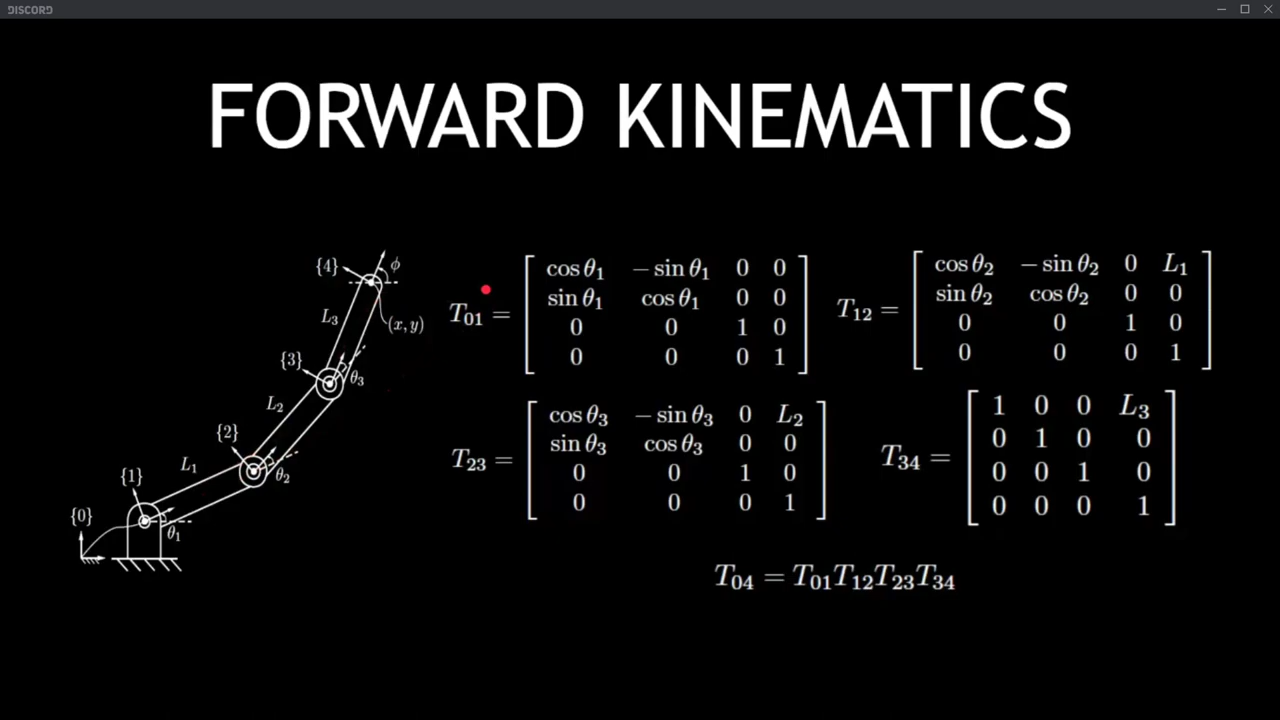 DISCORD
FORWARD KINEMATICS
{4} ϕ
L₃ (x, y)
{3} θ₃
L₂
{2} θ₂
L₁
{1} θ₁
{0}
T₀₁ =
cos θ₁ − sin θ₁ 0 0
sin θ₁ cos θ₁ 0 0
0 0 1 0
0 0 0 1
T₁₂ =
cos θ₂ − sin θ₂ 0 L₁
sin θ₂ cos θ₂ 0 0
0 0 1 0
0 0 0 1
T₂₃ =
cos θ₃ − sin θ₃ 0 L₂
sin θ₃ cos θ₃ 0 0
0 0 1 0
0 0 0 1
T₃₄ =
1 0 0 L₃
0 1 0 0
0 0 1 0
0 0 0 1
T₀₄ = T₀₁T₁₂T₂₃T₃₄